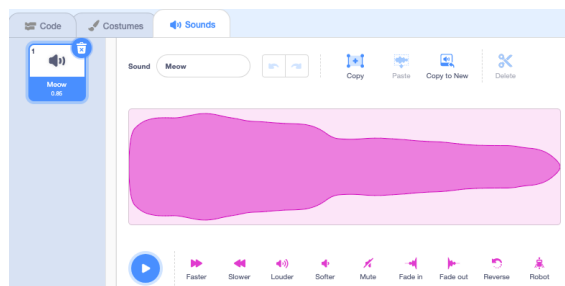 Code Costumes Sounds
1
Meow
0.85
Sound Meow
Copy Paste Copy to New Delete
Faster Slower Louder Softer Mute Fade in Fade out Reverse Robot